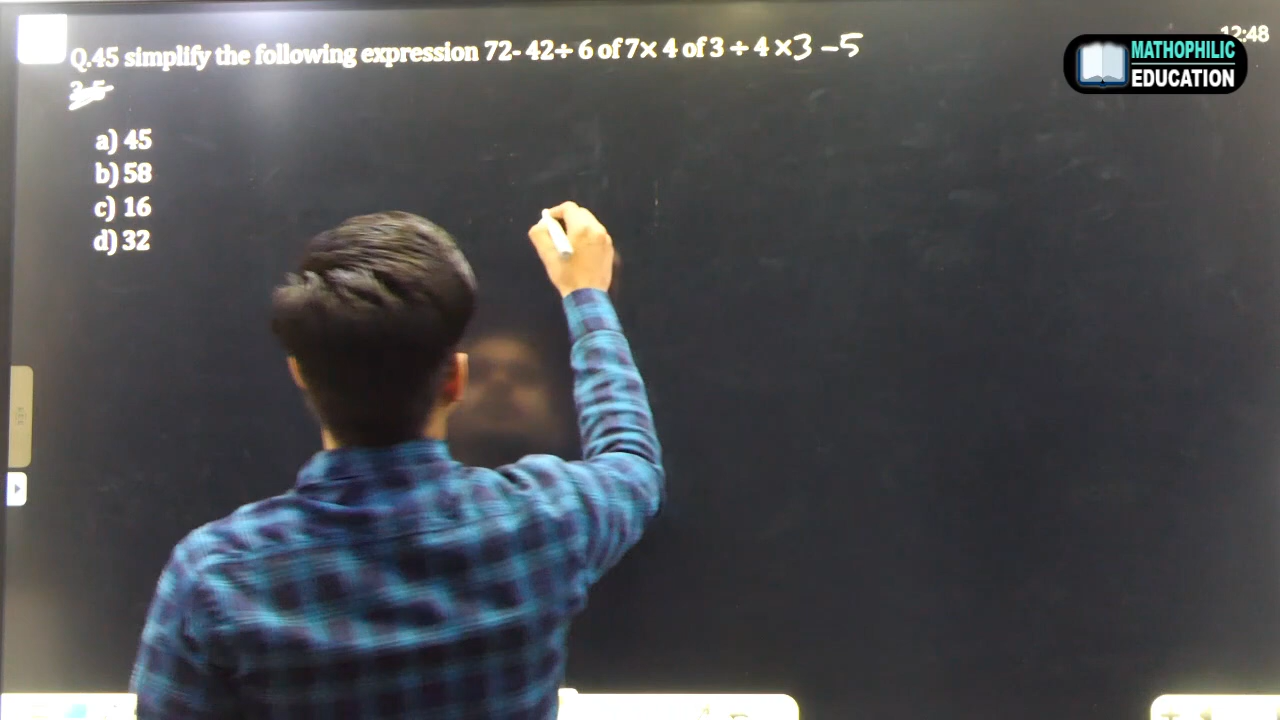 12:48
Q.45 simplify the following expression 72- 42÷ 6 of 7× 4 of 3 ÷ 4 ×3 -5
MATHOPHILIC
EDUCATION
a) 45
b) 58
c) 16
d) 32